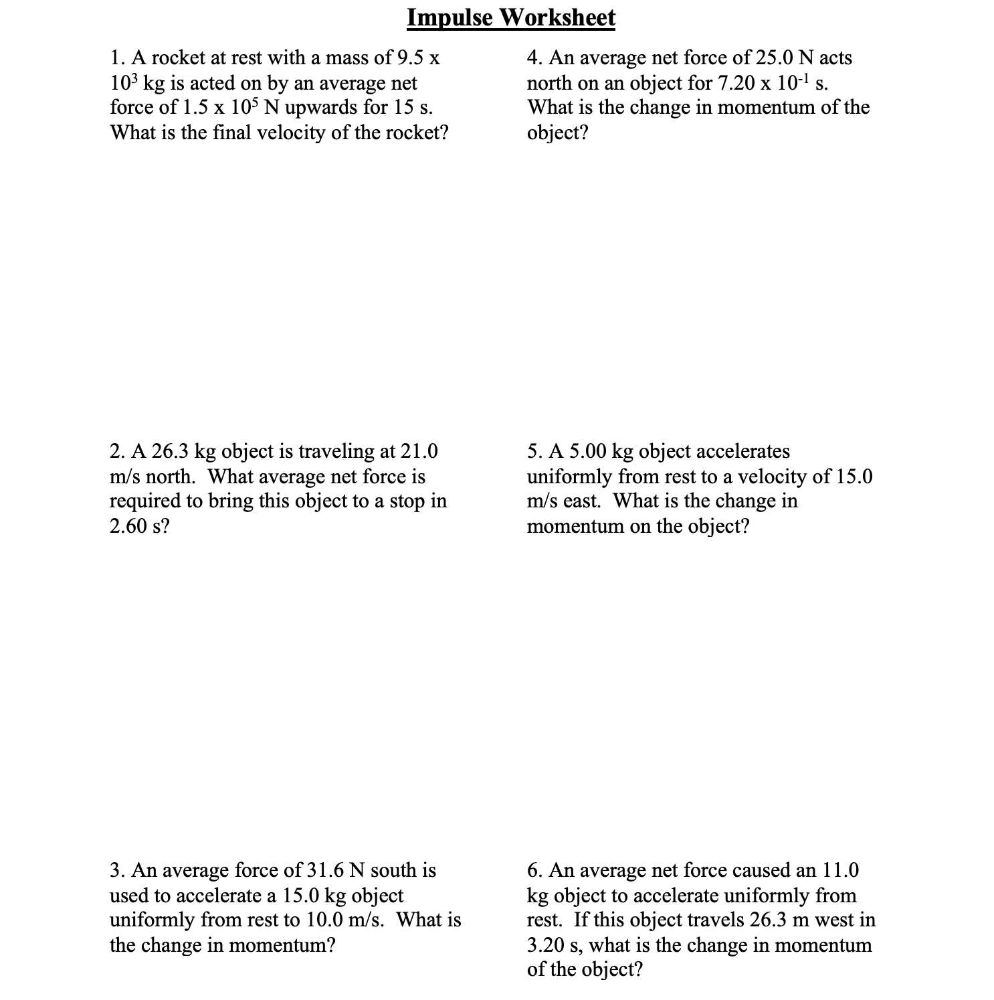 Impulse Worksheet
1. A rocket at rest with a mass of 9.5 x
10³ kg is acted on by an average net
force of 1.5 x 10⁵ N upwards for 15 s.
What is the final velocity of the rocket?
2. A 26.3 kg object is traveling at 21.0
m/s north.  What average net force is
required to bring this object to a stop in
2.60 s?
3. An average force of 31.6 N south is
used to accelerate a 15.0 kg object
uniformly from rest to 10.0 m/s.  What is
the change in momentum?
4. An average net force of 25.0 N acts
north on an object for 7.20 x 10⁻¹ s.
What is the change in momentum of the
object?
5. A 5.00 kg object accelerates
uniformly from rest to a velocity of 15.0
m/s east.  What is the change in
momentum on the object?
6. An average net force caused an 11.0
kg object to accelerate uniformly from
rest.  If this object travels 26.3 m west in
3.20 s, what is the change in momentum
of the object?